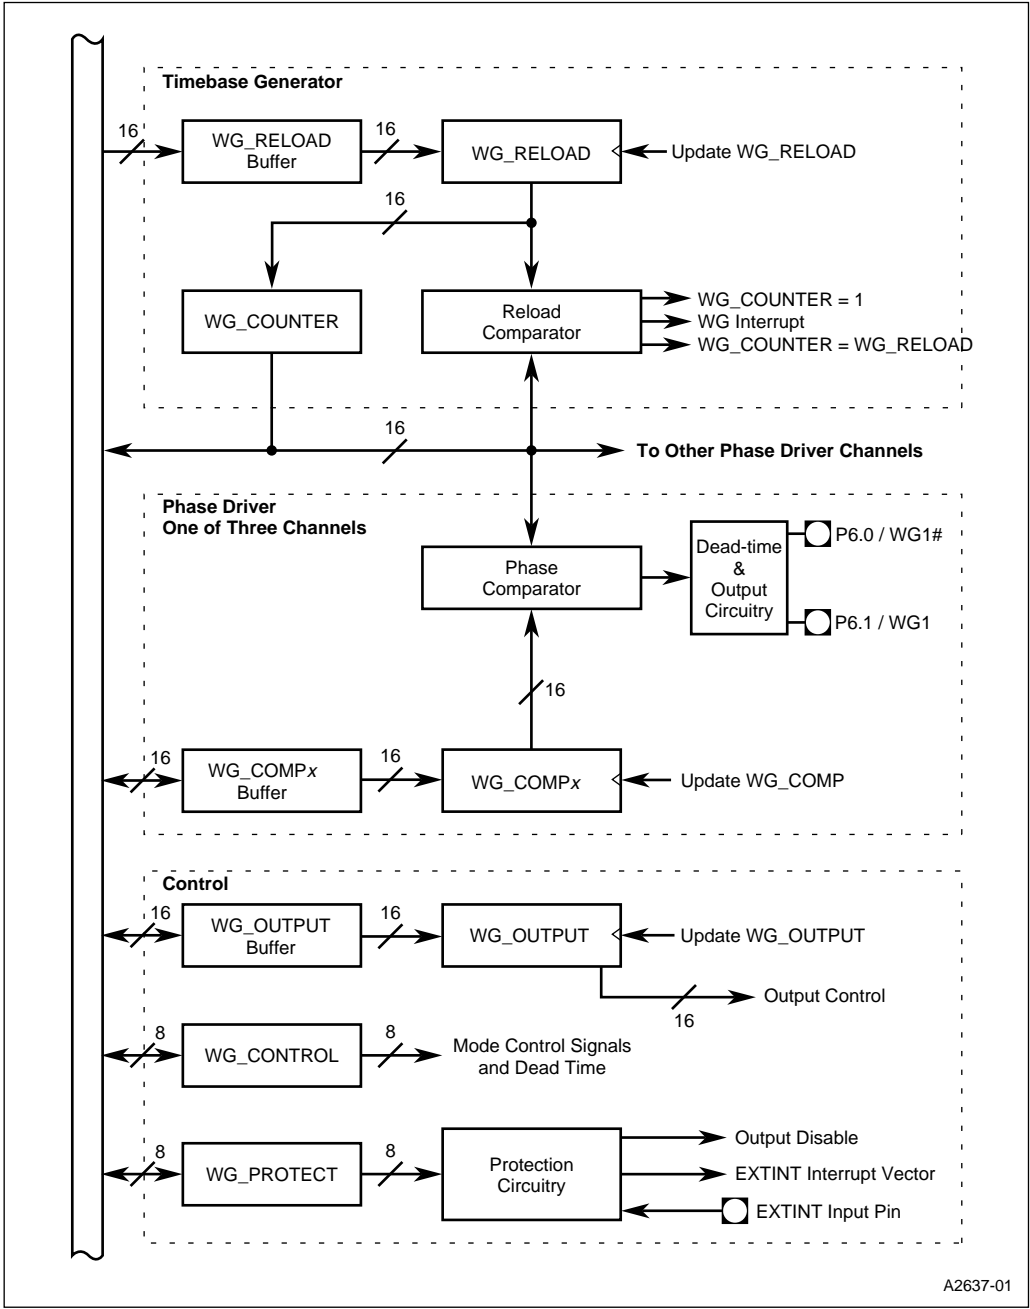 Timebase Generator
16
WG_RELOAD
Buffer
16
WG_RELOAD
Update WG_RELOAD
16
WG_COUNTER
Reload
Comparator
WG_COUNTER = 1
WG Interrupt
WG_COUNTER = WG_RELOAD
16
To Other Phase Driver Channels
Phase Driver
One of Three Channels
Phase
Comparator
Dead-time
&
Output
Circuitry
P6.0 / WG1#
P6.1 / WG1
16
16
WG_COMPx
Buffer
16
WG_COMPx
Update WG_COMP
Control
16
WG_OUTPUT
Buffer
16
WG_OUTPUT
Update WG_OUTPUT
16
Output Control
8
WG_CONTROL
8
Mode Control Signals
and Dead Time
8
WG_PROTECT
8
Protection
Circuitry
Output Disable
EXTINT Interrupt Vector
EXTINT Input Pin
A2637-01